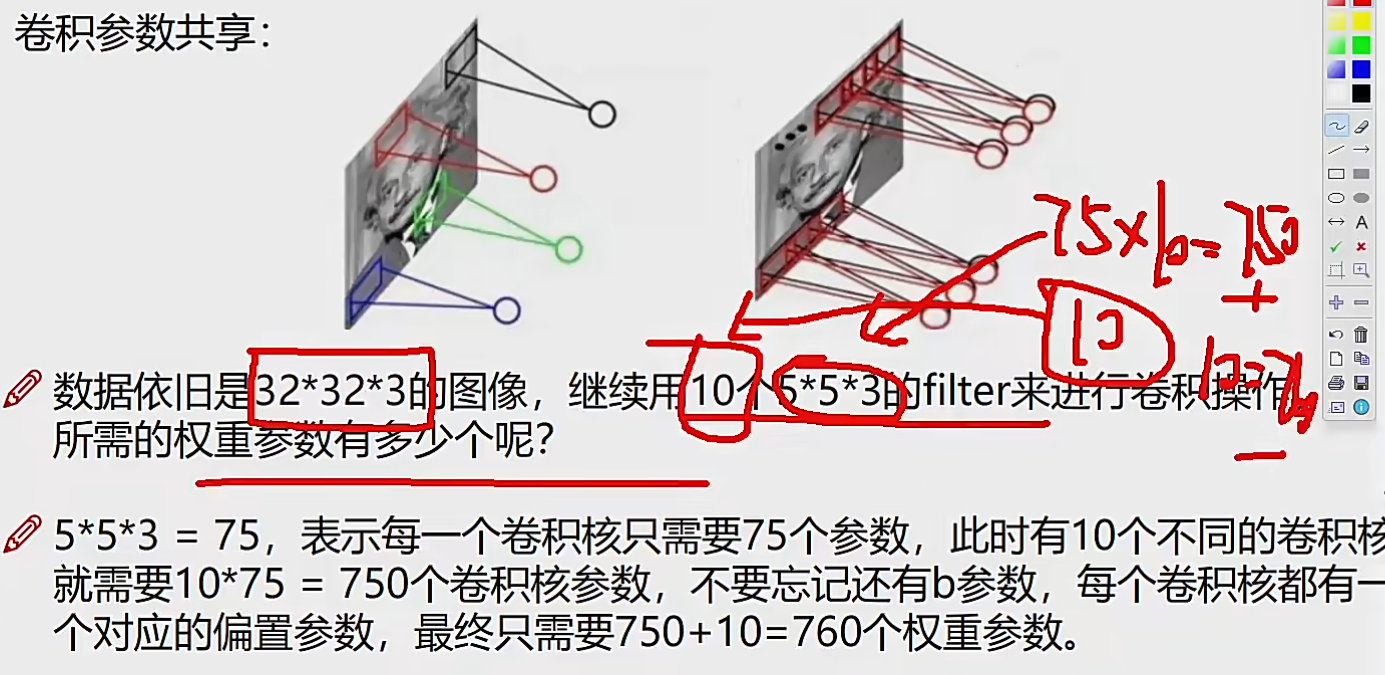 卷积参数共享：
75×10=750
+
10
10=760
数据依旧是32*32*3的图像，继续用10个5*5*3的filter来进行卷积操作
所需的权重参数有多少个呢？
5*5*3 = 75，表示每一个卷积核只需要75个参数，此时有10个不同的卷积核
就需要10*75 = 750个卷积核参数，不要忘记还有b参数，每个卷积核都有一
个对应的偏置参数，最终只需要750+10=760个权重参数。
A